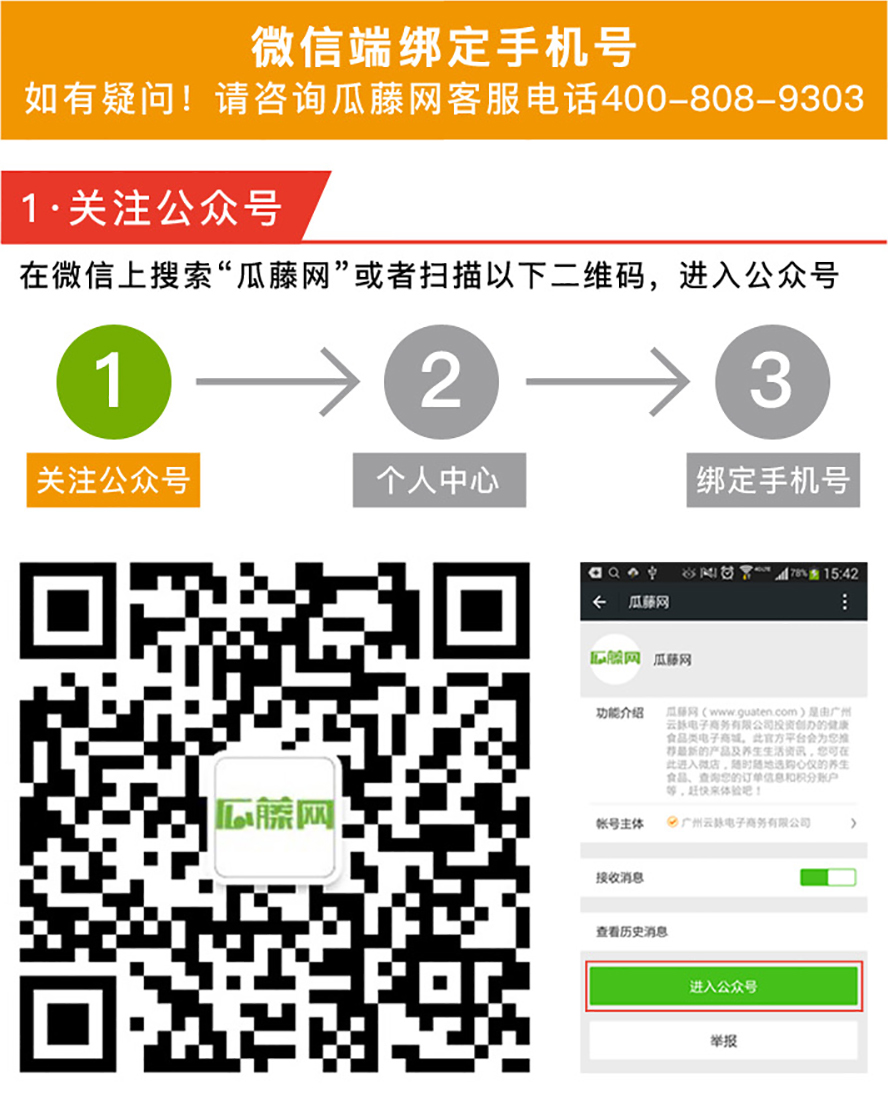 微信端绑定手机号
如有疑问！请咨询瓜藤网客服电话400-808-9303
1·关注公众号
在微信上搜索“瓜藤网”或者扫描以下二维码，进入公众号
1
2
3
关注公众号
个人中心
绑定手机号
瓜藤网
78%
15:42
瓜藤网
瓜藤网
瓜藤网
功能介绍
瓜藤网（www.guaten.com）是由广州
云脉电子商务有限公司投资创办的健康
食品类电子商城。此官方平台会为您推
荐最新的产品及养生生活资讯，您可在
此进入微店，随时随地选购心仪的养生
食品、查询您的订单信息和积分账户
等，赶快来体验吧！
帐号主体
广州云脉电子商务有限公司
接收消息
查看历史消息
进入公众号
举报